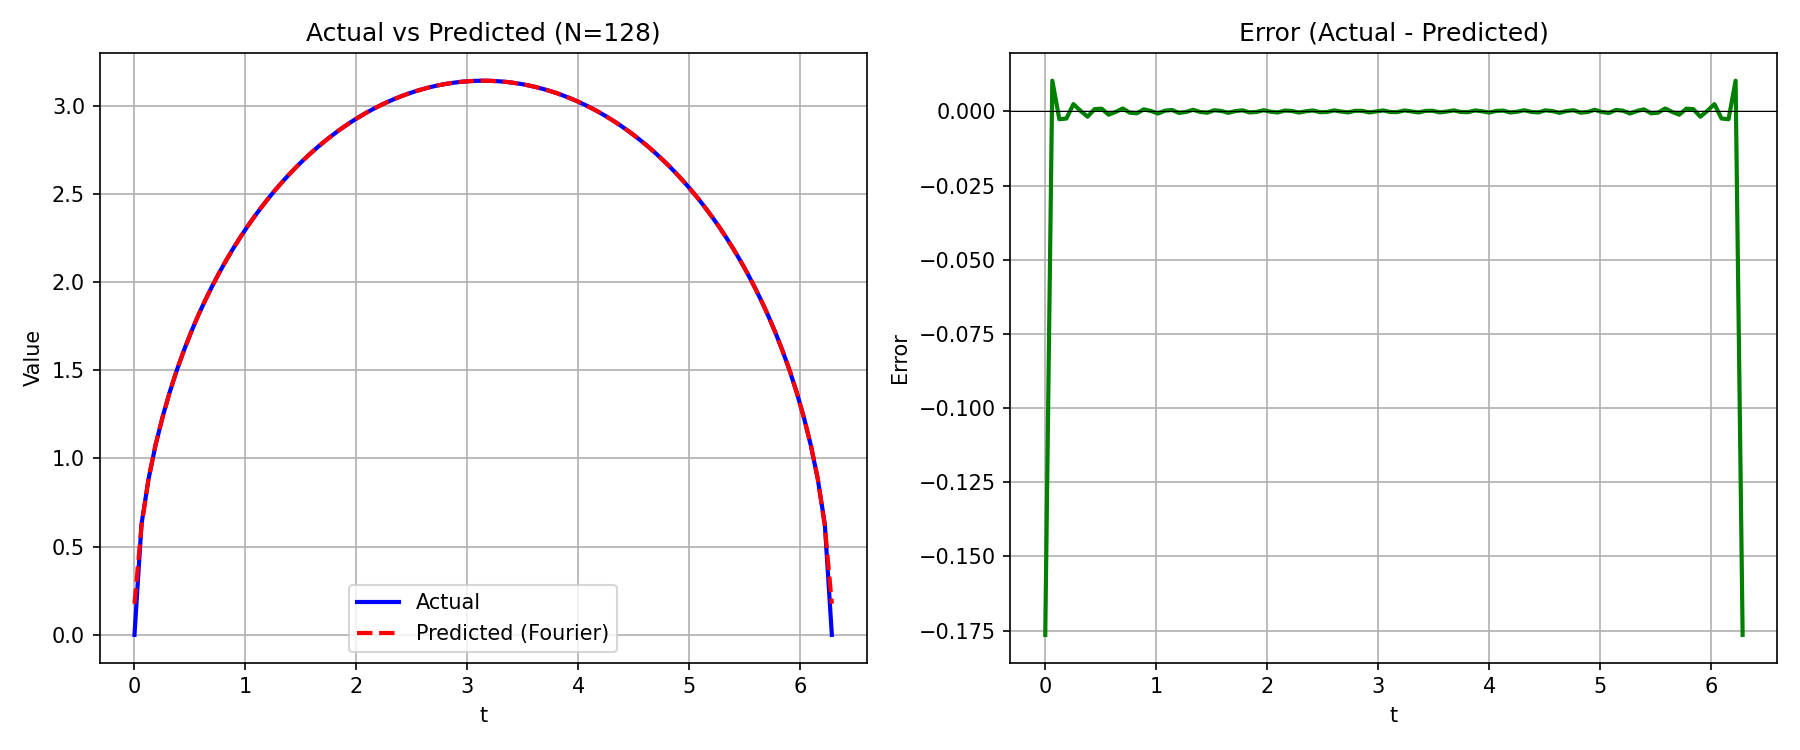 Actual vs Predicted (N=128)
Value
3.0
2.5
2.0
1.5
1.0
0.5
0.0
Actual
Predicted (Fourier)
0 1 2 3 4 5 6
t
Error (Actual - Predicted)
Error
0.000
−0.025
−0.050
−0.075
−0.100
−0.125
−0.150
−0.175
0 1 2 3 4 5 6
t